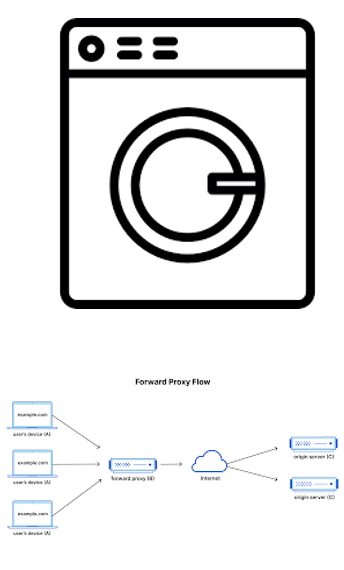 Forward Proxy Flow
example.com
user's device (A)
example.com
user's device (A)
example.com
user's device (A)
forward proxy (B)
Internet
origin server (C)
origin server (C)